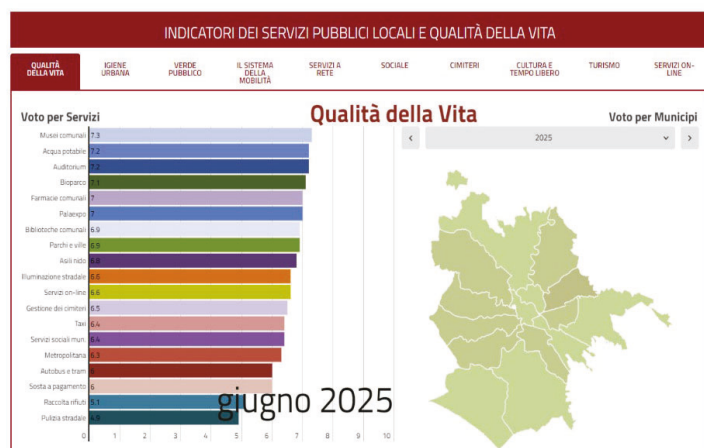 INDICATORI DEI SERVIZI PUBBLICI LOCALI E QUALITÀ DELLA VITA
QUALITÀ
DELLA VITA
IGIENE
URBANA
VERDE
PUBBLICO
IL SISTEMA
DELLA
MOBILITÀ
SERVIZI A
RETE
SOCIALE
CIMITERI
CULTURA E
TEMPO LIBERO
TURISMO
SERVIZI ON-
LINE
Voto per Servizi
Qualità della Vita
Voto per Municipi
< 2025 >
Musei comunali 7.3
Acqua potabile 7.2
Auditorium 7.2
Bioparco 7.1
Farmacie comunali 7
Palaexpo 7
Biblioteche comunali 6.9
Parchi e ville 6.9
Asili nido 6.8
Illuminazione stradale 6.6
Servizi on-line 6.6
Gestione dei cimiteri 6.5
Taxi 6.4
Servizi sociali mun. 6.4
Metropolitana 6.3
Autobus e tram 6
Sosta a pagamento 6
giugno 2025
Raccolta rifiuti 5.1
Pulizia stradale 4.9
0 1 2 3 4 5 6 7 8 9 10